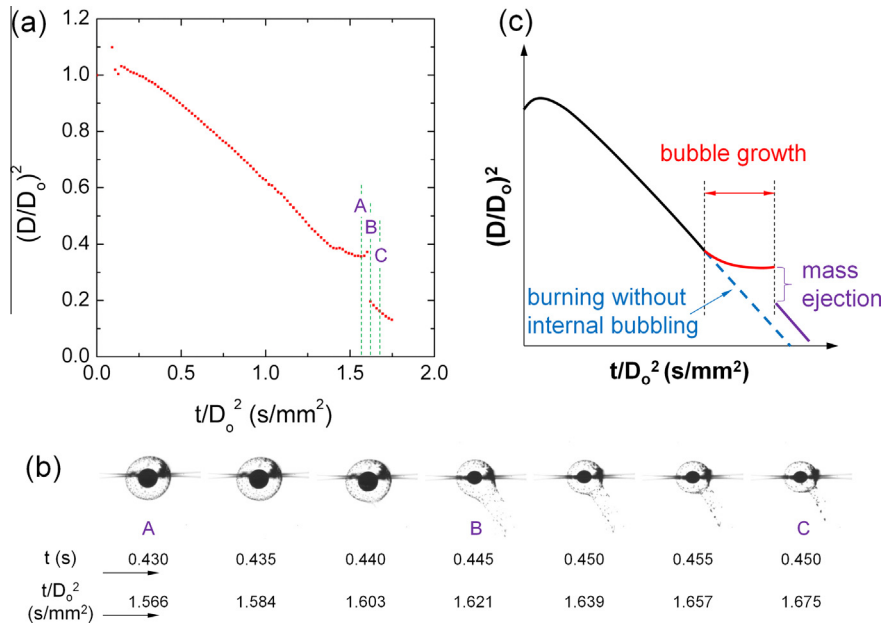 (a)
(D/Dₒ)²
1.2
1.0
0.8
0.6
0.4
0.2
0.0
A
B
C
0.0 0.5 1.0 1.5 2.0
t/Dₒ² (s/mm²)
(c)
(D/Dₒ)²
bubble growth
burning without
internal bubbling
mass
ejection
t/Dₒ² (s/mm²)
(b)
A B C
t (s) 0.430 0.435 0.440 0.445 0.450 0.455 0.450
t/Dₒ²
(s/mm²) 1.566 1.584 1.603 1.621 1.639 1.657 1.675